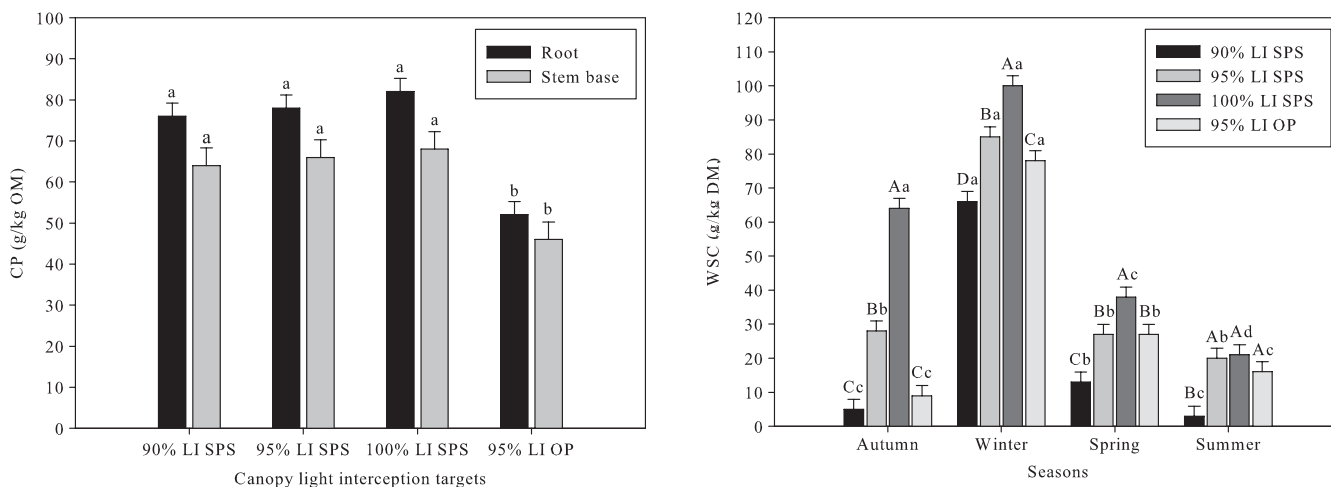 100
90
80
70
60
50
40
30
20
10
0
CP (g/kg OM)
Root
Stem base
a
a
a
a
a
a
b
b
90% LI SPS
95% LI SPS
100% LI SPS
95% LI OP
Canopy light interception targets
120
110
100
90
80
70
60
50
40
30
20
10
0
WSC (g/kg DM)
90% LI SPS
95% LI SPS
100% LI SPS
95% LI OP
Cc
Bb
Aa
Cc
Da
Ba
Aa
Ca
Cb
Bb
Ac
Bb
Bc
Ab
Ad
Ac
Autumn
Winter
Spring
Summer
Seasons